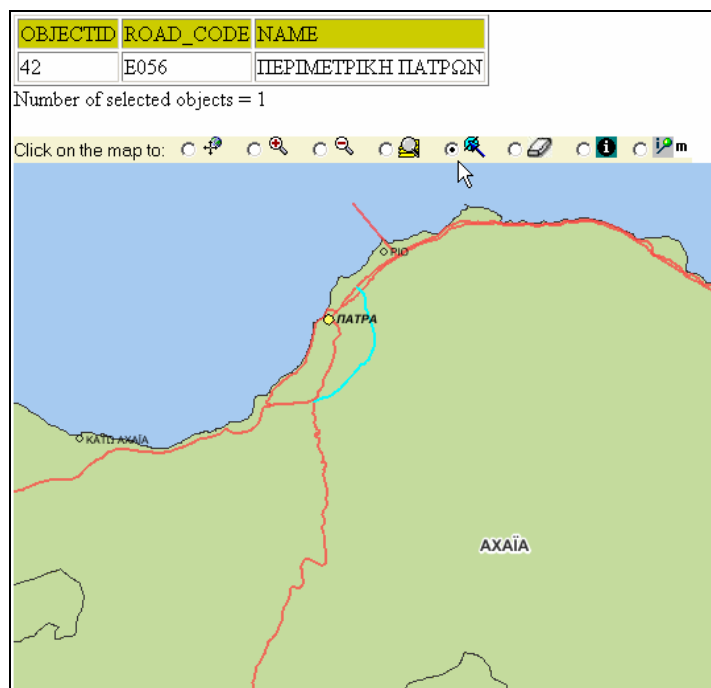 OBJECTID ROAD_CODE NAME
42 E056 ΠΕΡΙΜΕΤΡΙΚΗ ΠΑΤΡΩΝ
Number of selected objects = 1
Click on the map to: m
RIO
ΠΑΤΡΑ
ΚΑΤΩ ΑΧΑΪΑ
ΑΧΑΪΑ